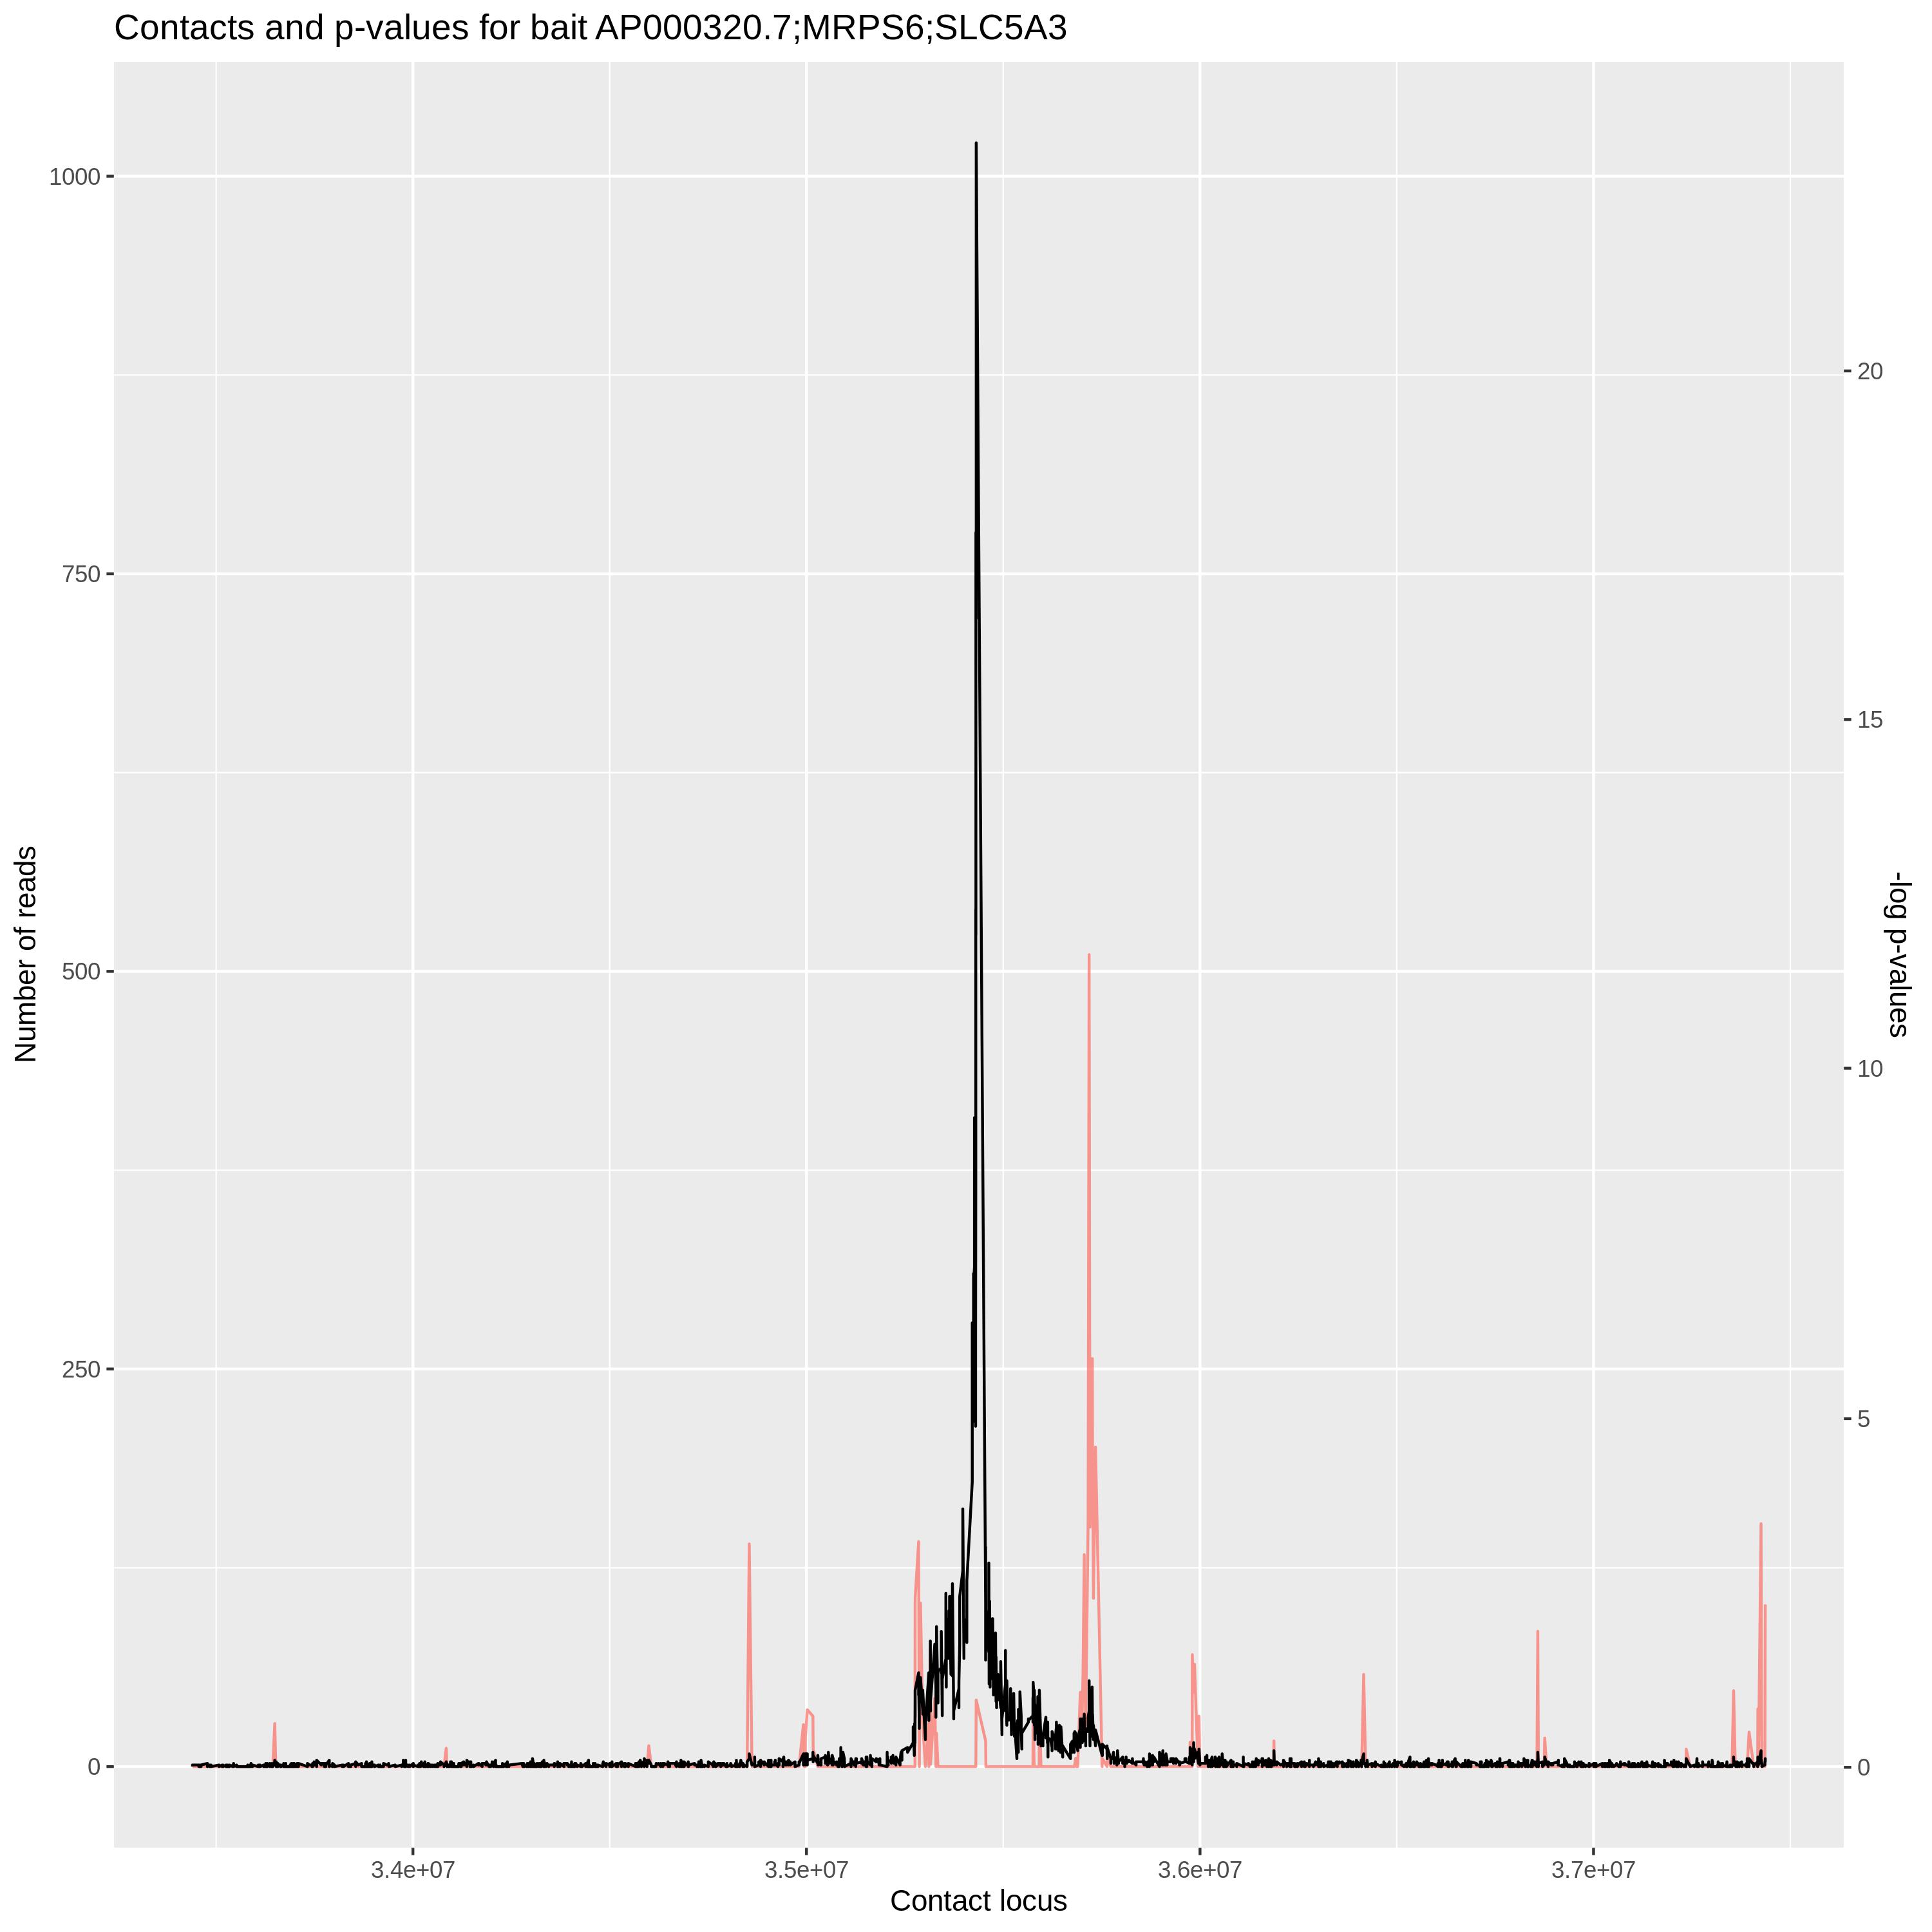 Contacts and p-values for bait AP000320.7;MRPS6;SLC5A3
1000
750
500
250
0
Number of reads
20
15
10
5
0
-log p-values
3.4e+07
3.5e+07
3.6e+07
3.7e+07
Contact locus